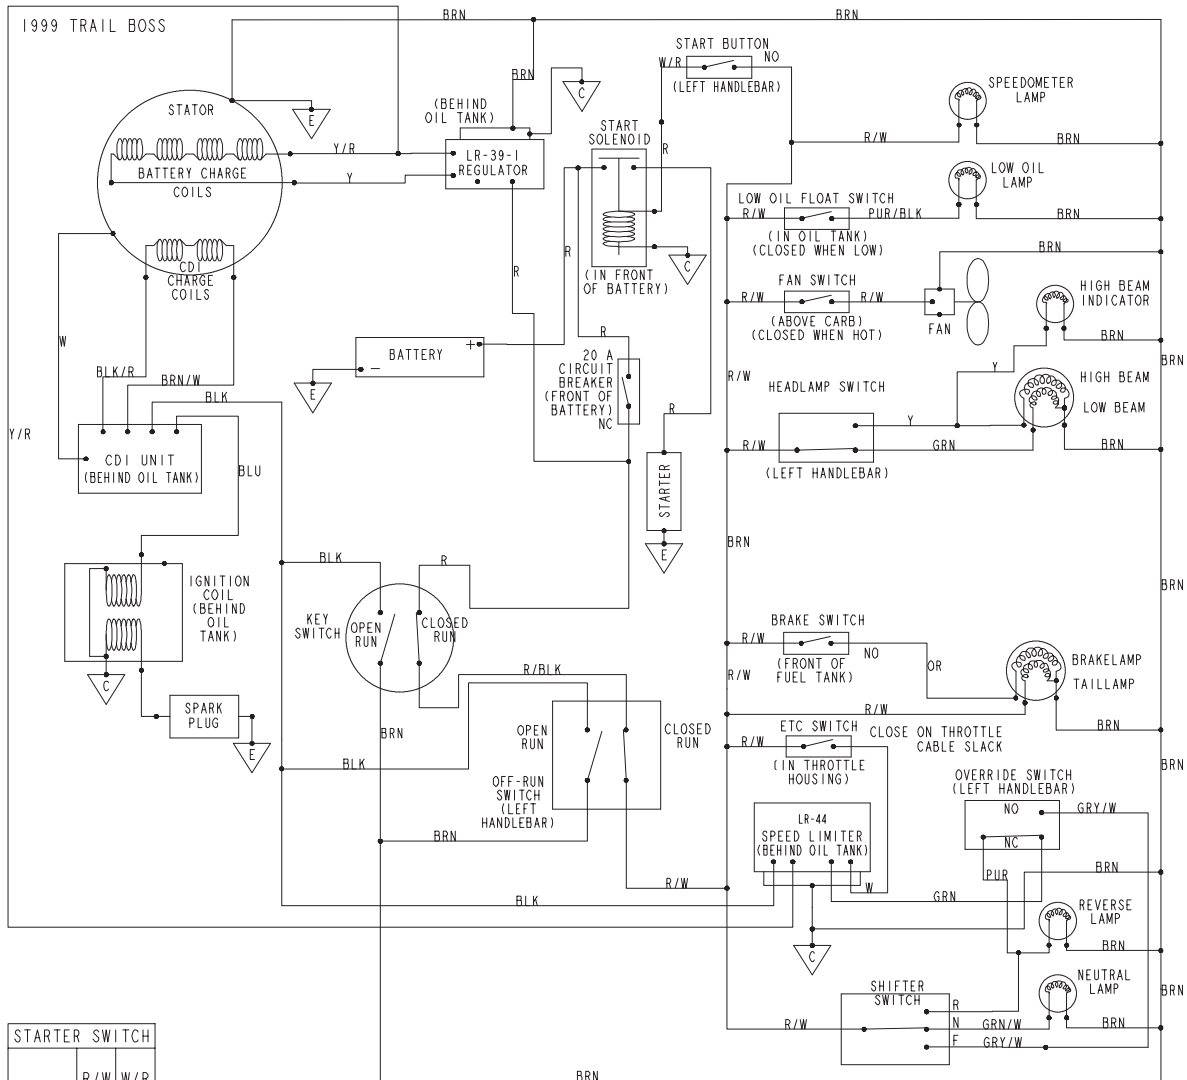 1999 TRAIL BOSS
BRN
BRN
START BUTTON
NO
W/R
(LEFT HANDLEBAR)
BRN
C
SPEEDOMETER
LAMP
STATOR
E
(BEHIND
OIL TANK)
START
SOLENOID
R/W
BRN
Y/R
LR-39-1
REGULATOR
R
BATTERY CHARGE
COILS
Y
LOW OIL
LAMP
LOW OIL FLOAT SWITCH
R/W
PUR/BLK
BRN
(IN OIL TANK)
(CLOSED WHEN LOW)
BRN
CDI
CHARGE
COILS
R
R
C
(IN FRONT
OF BATTERY)
FAN SWITCH
R/W
R/W
(ABOVE CARB)
(CLOSED WHEN HOT)
FAN
HIGH BEAM
INDICATOR
BRN
W
R
BATTERY
+
-
20 A
CIRCUIT
BREAKER
(FRONT OF
BATTERY)
NC
BRN
BLK/R
BRN/W
BLK
E
R/W
Y
HEADLAMP SWITCH
HIGH BEAM
LOW BEAM
R
Y
Y/R
R/W
GRN
BRN
(LEFT HANDLEBAR)
CDI UNIT
(BEHIND OIL TANK)
BLU
STARTER
E
BRN
BLK
R
BRN
IGNITION
COIL
(BEHIND
OIL
TANK)
KEY
SWITCH
OPEN
RUN
CLOSED
RUN
BRAKE SWITCH
R/W
NO
(FRONT OF
FUEL TANK)
OR
BRAKELAMP
TAILLAMP
C
R/BLK
R/W
R/W
SPARK
PLUG
E
BRN
OPEN
RUN
CLOSED
RUN
ETC SWITCH
R/W
CLOSE ON THROTTLE
CABLE SLACK
BRN
(IN THROTTLE
HOUSING)
BLK
OFF-RUN
SWITCH
(LEFT
HANDLEBAR)
BRN
OVERRIDE SWITCH
(LEFT HANDLEBAR)
NO
GRY/W
NC
LR-44
SPEED LIMITER
(BEHIND OIL TANK)
BRN
PUR
BRN
R/W
W
GRN
BLK
REVERSE
LAMP
BRN
C
NEUTRAL
LAMP
SHIFTER
SWITCH
BRN
R
R/W
N
GRN/W
BRN
F
GRY/W
STARTER SWITCH
R/W
W/R
BRN